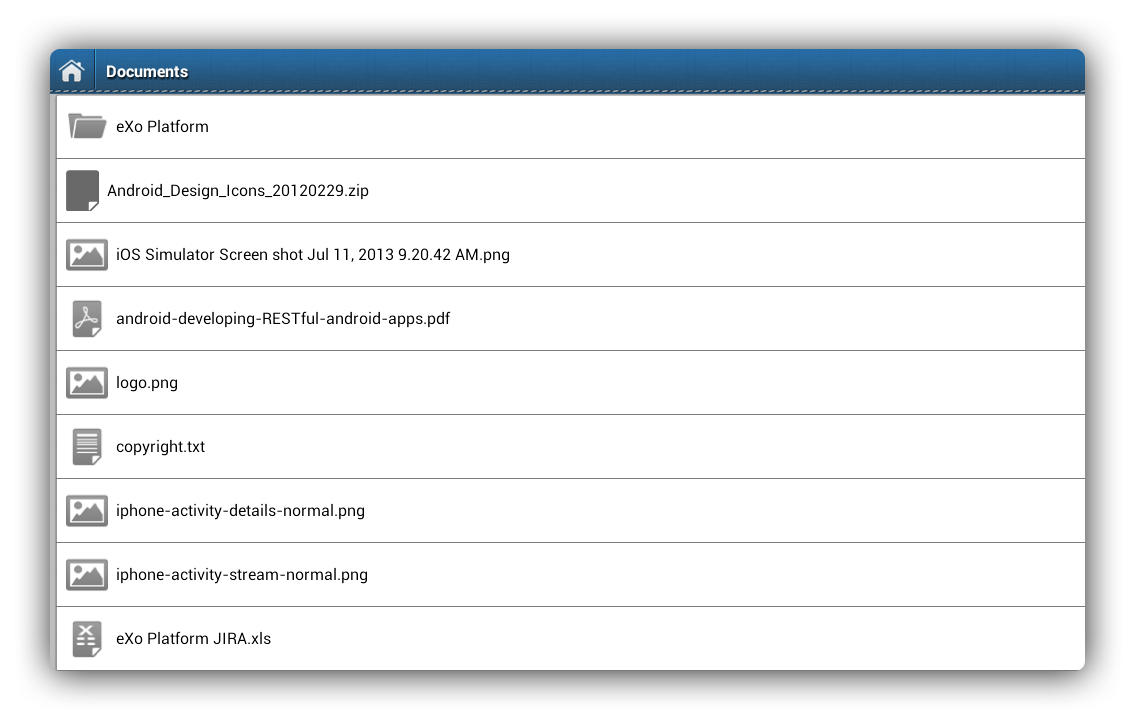 Documents
eXo Platform
Android_Design_Icons_20120229.zip
iOS Simulator Screen shot Jul 11, 2013 9.20.42 AM.png
android-developing-RESTful-android-apps.pdf
logo.png
copyright.txt
iphone-activity-details-normal.png
iphone-activity-stream-normal.png
eXo Platform JIRA.xls